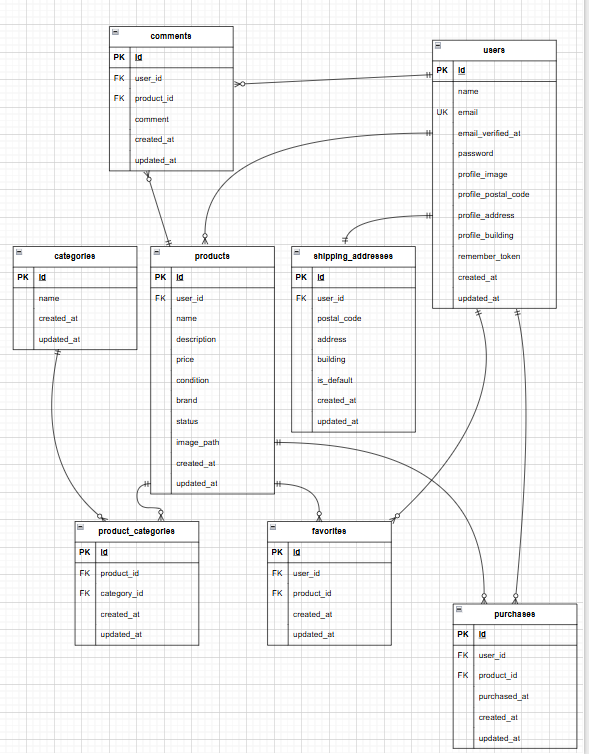 comments
PK id
FK user_id
FK product_id
comment
created_at
updated_at
users
PK id
name
UK email
email_verified_at
password
profile_image
profile_postal_code
profile_address
profile_building
remember_token
created_at
updated_at
categories
PK id
name
created_at
updated_at
products
PK id
FK user_id
name
description
price
condition
brand
status
image_path
created_at
updated_at
shipping_addresses
PK id
FK user_id
postal_code
address
building
is_default
created_at
updated_at
product_categories
PK id
FK product_id
FK category_id
created_at
updated_at
favorites
PK id
FK user_id
FK product_id
created_at
updated_at
purchases
PK id
FK user_id
FK product_id
purchased_at
created_at
updated_at